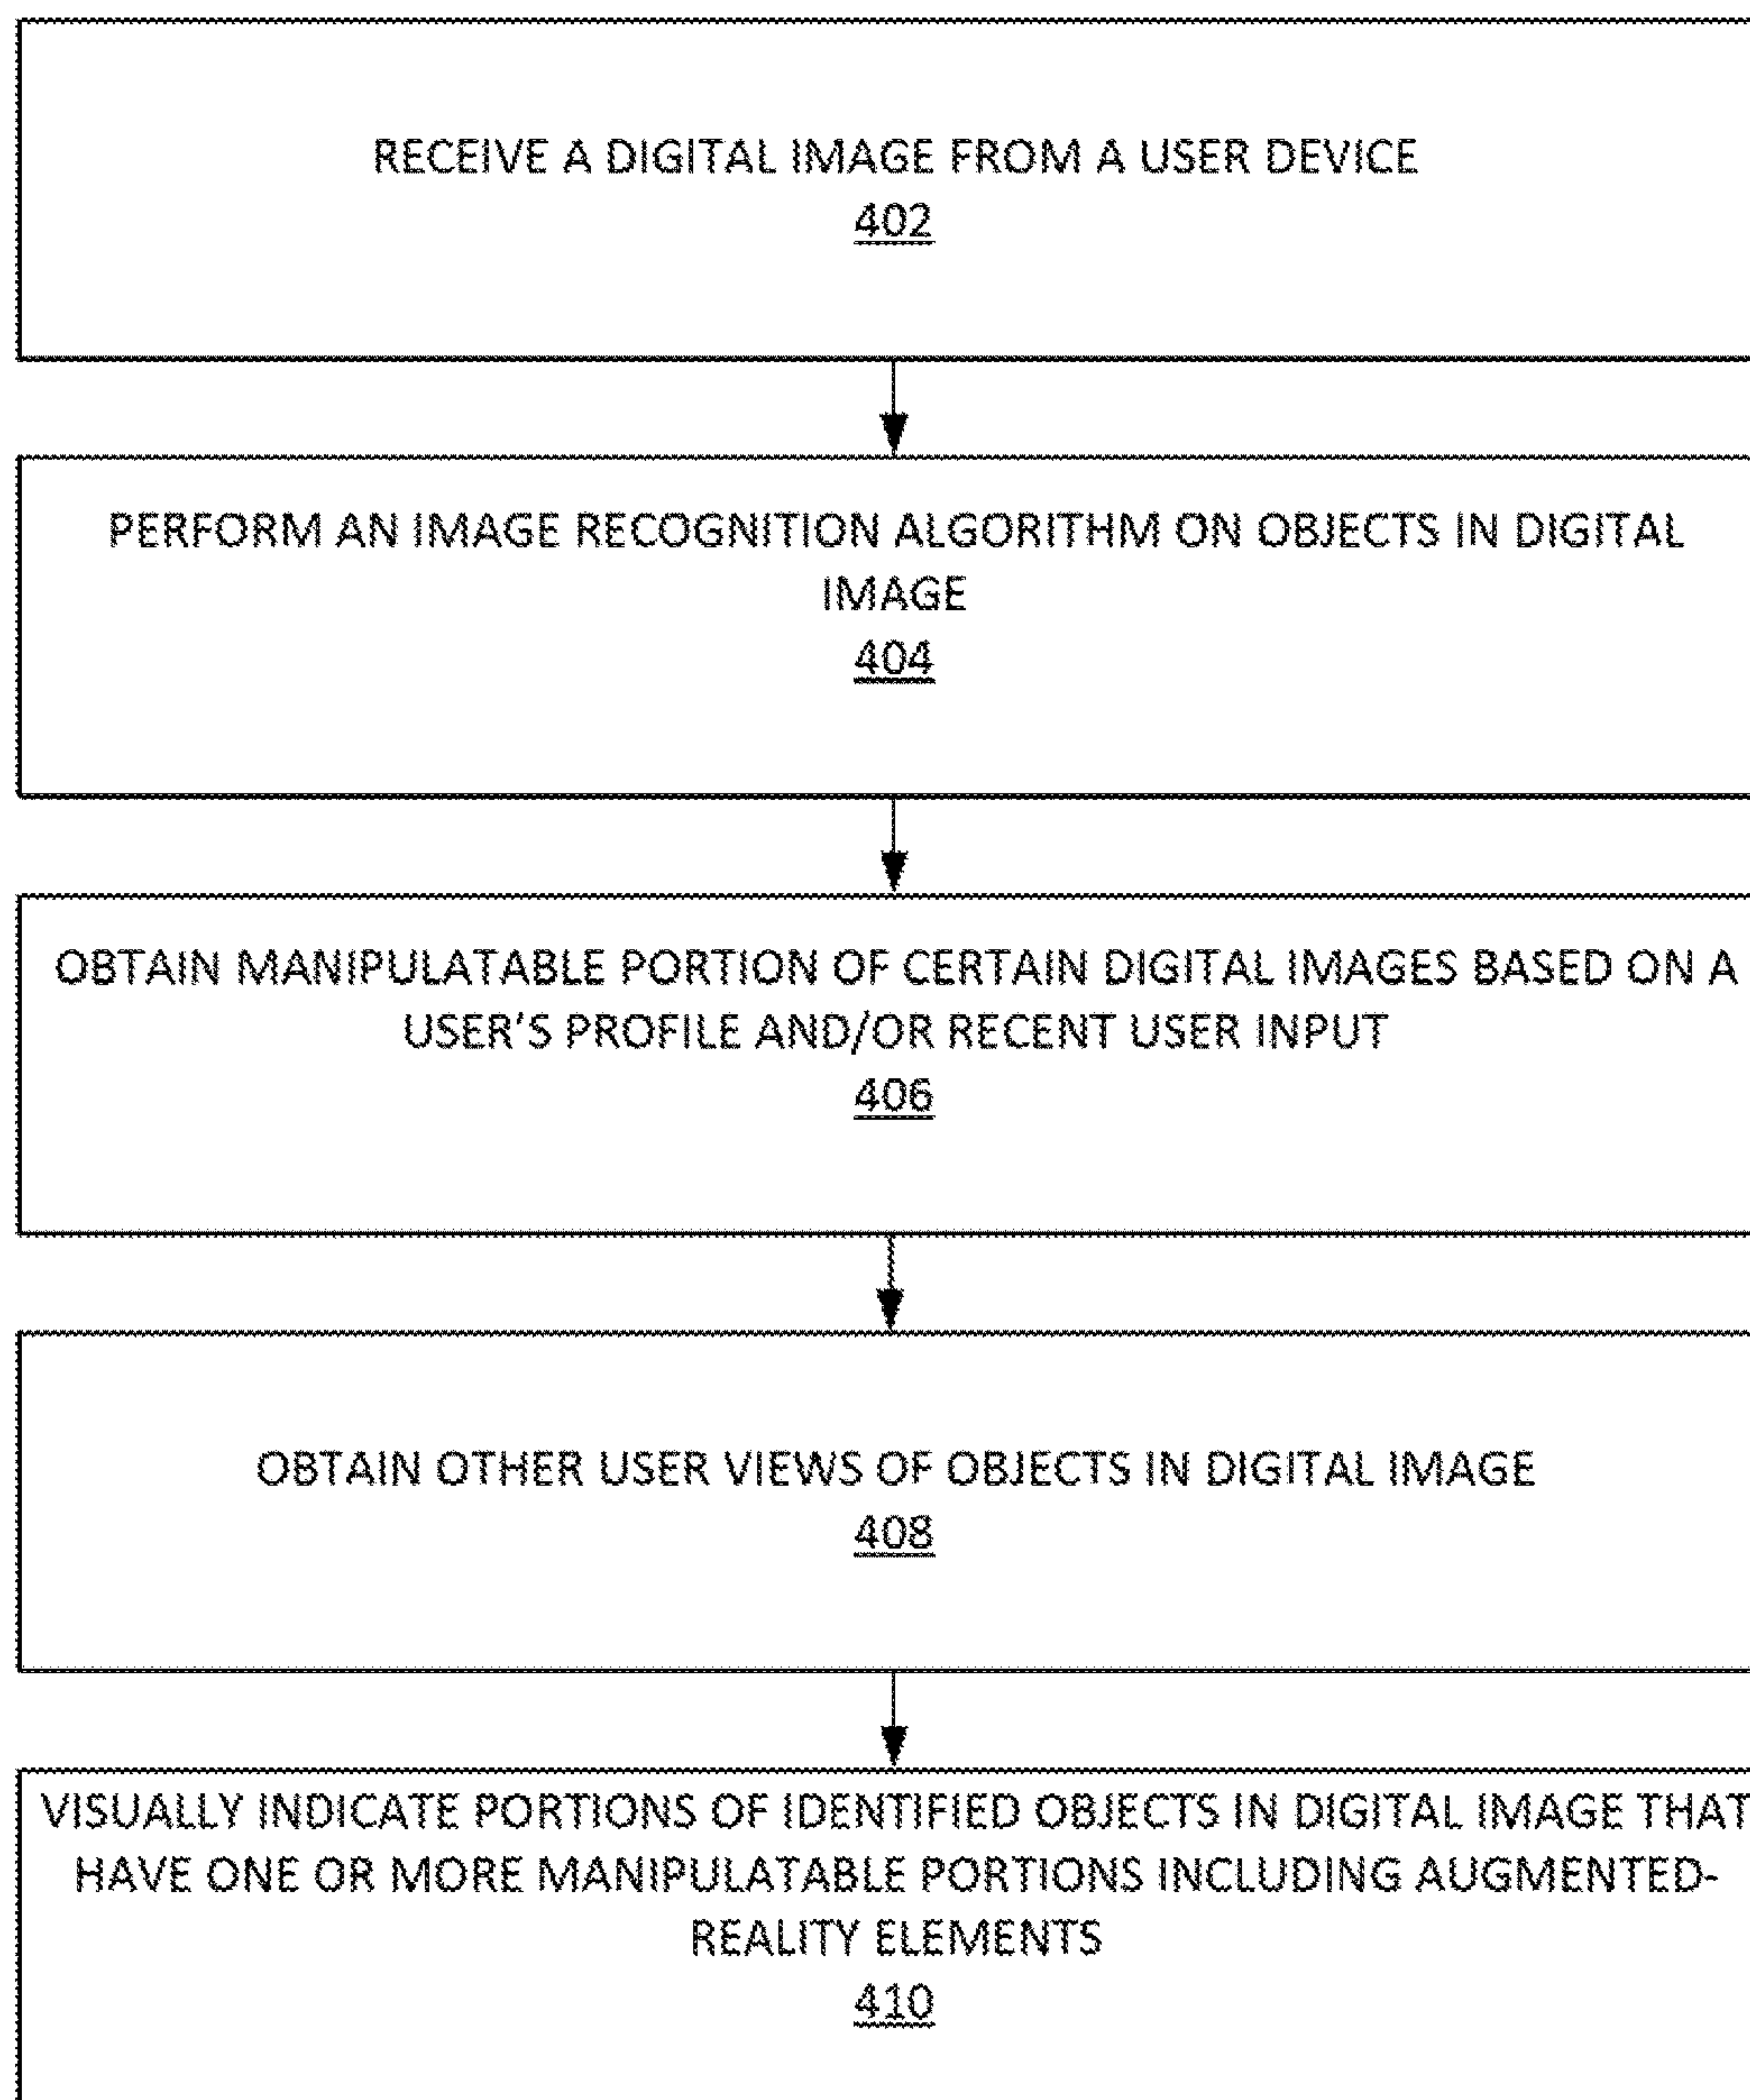 RECEIVE A DIGITAL IMAGE FROM A USER DEVICE
402
PERFORM AN IMAGE RECOGNITION ALGORITHM ON OBJECTS IN DIGITAL
IMAGE
404
OBTAIN MANIPULATABLE PORTION OF CERTAIN DIGITAL IMAGES BASED ON A
USER'S PROFILE AND/OR RECENT USER INPUT
406
OBTAIN OTHER USER VIEWS OF OBJECTS IN DIGITAL IMAGE
408
VISUALLY INDICATE PORTIONS OF IDENTIFIED OBJECTS IN DIGITAL IMAGE THAT
HAVE ONE OR MORE MANIPULATABLE PORTIONS INCLUDING AUGMENTED-
REALITY ELEMENTS
410